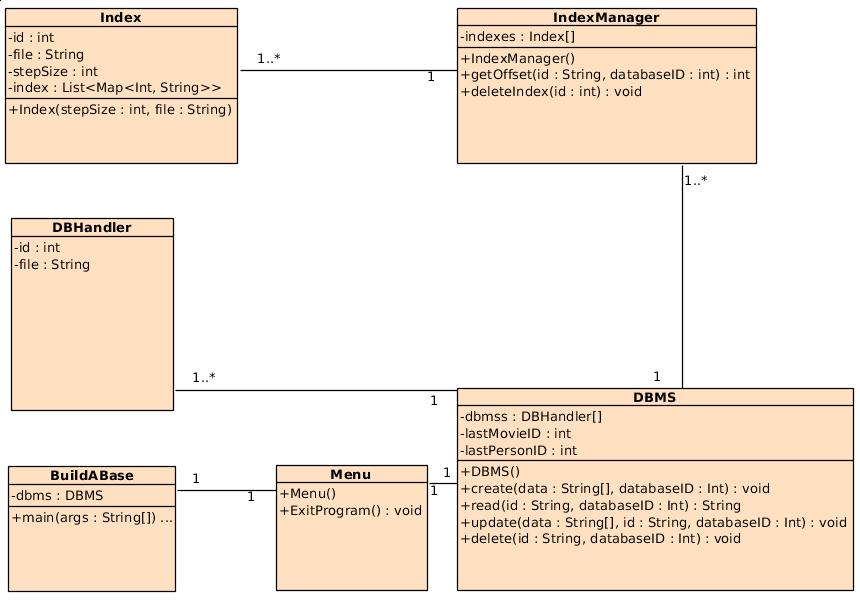 Index
-id : int
-file : String
-stepSize : int
-index : List<Map<Int, String>>
+Index(stepSize : int, file : String)
1..*
1
IndexManager
-indexes : Index[]
+IndexManager()
+getOffset(id : String, databaseID : int) : int
+deleteIndex(id : int) : void
1..*
1
DBHandler
-id : int
-file : String
1..*
1
DBMS
-dbmss : DBHandler[]
-lastMovieID : int
-lastPersonID : int
+DBMS()
+create(data : String[], databaseID : Int) : void
+read(id : String, databaseID : Int) : String
+update(data : String[], id : String, databaseID : Int) : void
+delete(id : String, databaseID : Int) : void
BuildABase
-dbms : DBMS
+main(args : String[]) ...
1
1
Menu
+Menu()
+ExitProgram() : void
1
1